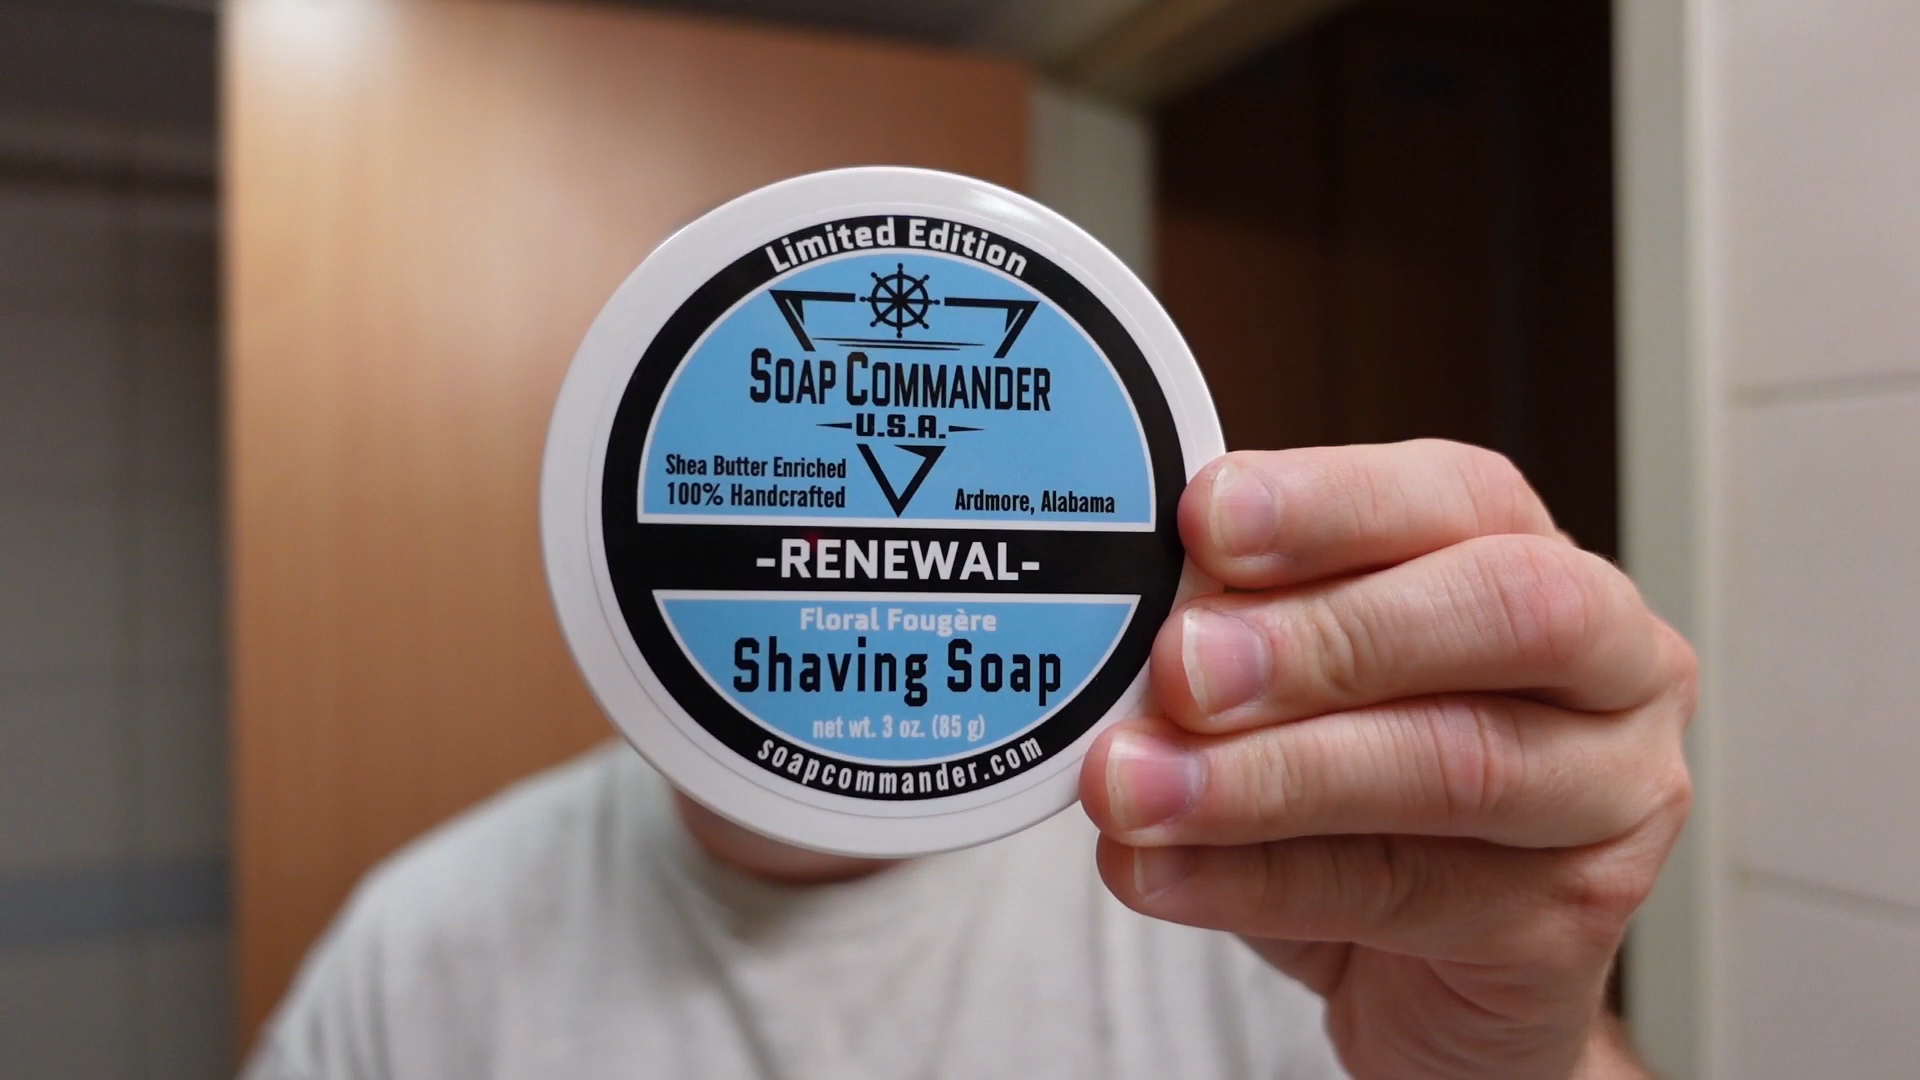 Limited Edition
SOAP COMMANDER
U.S.A.
Shea Butter Enriched
100% Handcrafted
Ardmore, Alabama
-RENEWAL-
Floral Fougère
Shaving Soap
net wt. 3 oz. (85 g)
soapcommander.com